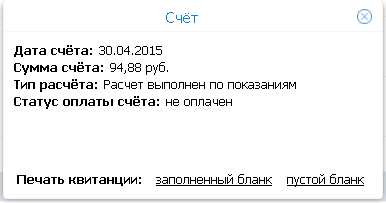 Счёт
Дата счёта: 30.04.2015
Сумма счёта: 94,88 руб.
Тип расчёта: Расчет выполнен по показаниям
Статус оплаты счёта: не оплачен
Печать квитанции: заполненный бланк пустой бланк